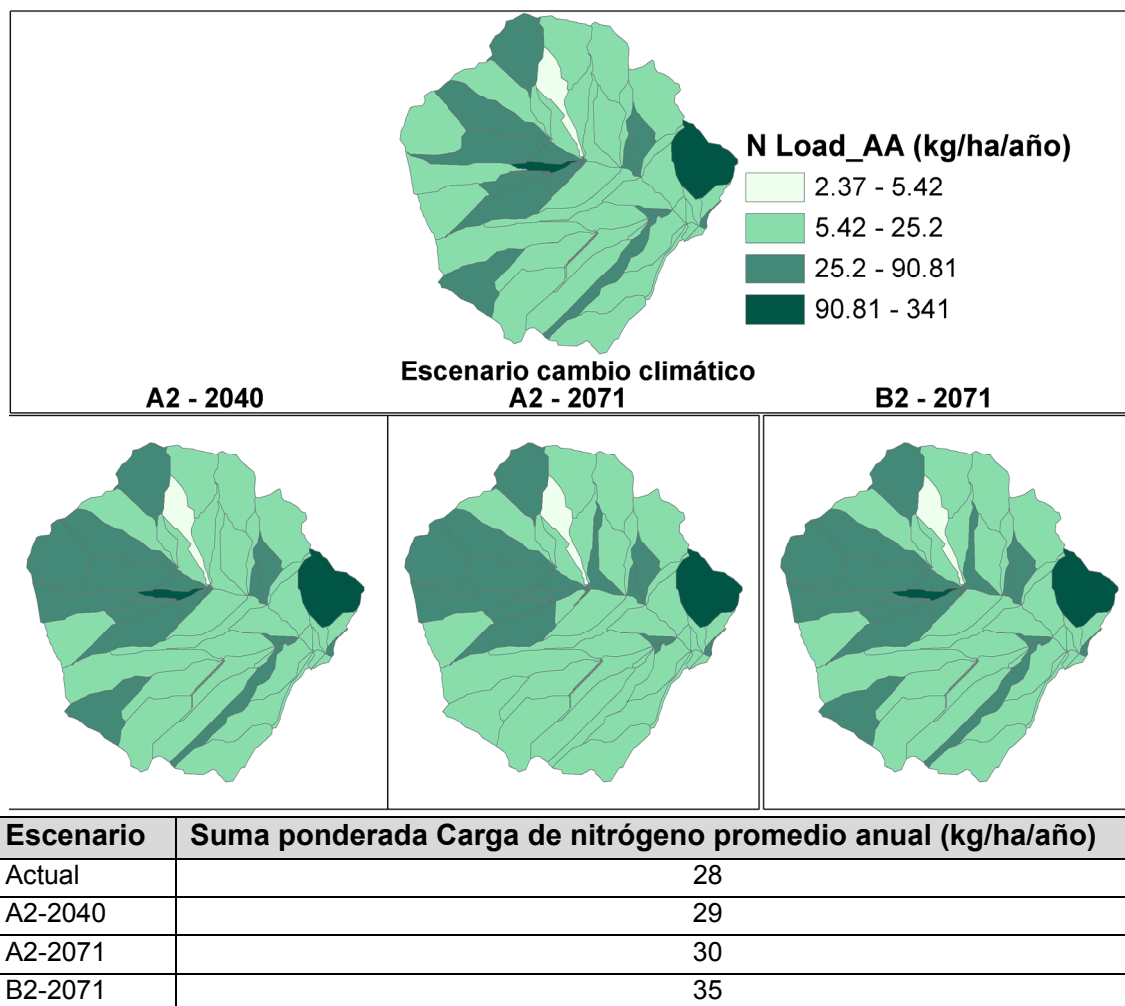 N Load_AA (kg/ha/año)
2.37 - 5.42
5.42 - 25.2
25.2 - 90.81
90.81 - 341
Escenario cambio climático
A2 - 2040 A2 - 2071 B2 - 2071
Escenario Suma ponderada Carga de nitrógeno promedio anual (kg/ha/año)
Actual 28
A2-2040 29
A2-2071 30
B2-2071 35